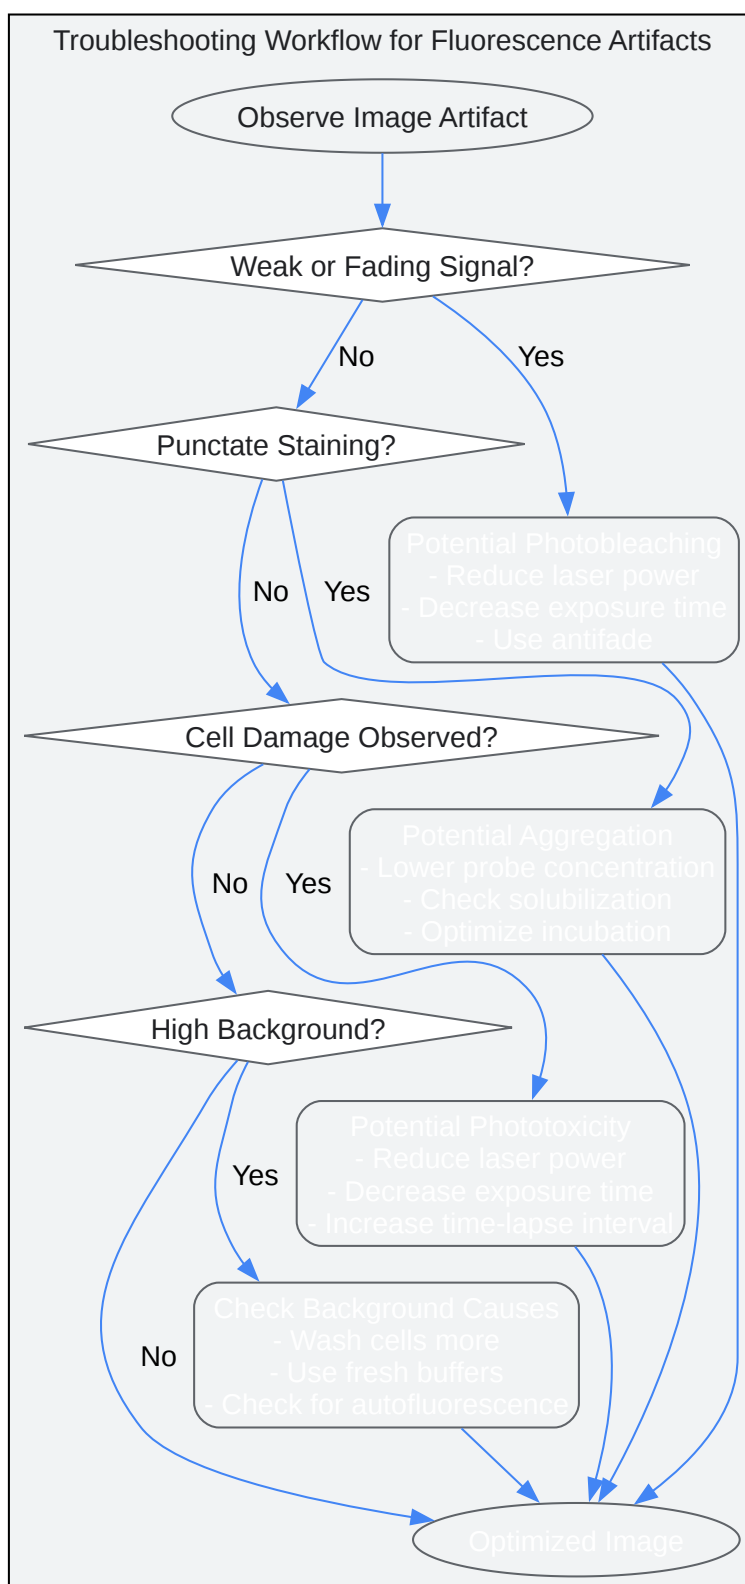 Troubleshooting Workflow for Fluorescence Artifacts
Observe Image Artifact
Weak or Fading Signal?
No
Yes
Punctate Staining?
Potential Photobleaching
- Reduce laser power
- Decrease exposure time
- Use antifade
No
Yes
Cell Damage Observed?
Potential Aggregation
- Lower probe concentration
- Check solubilization
- Optimize incubation
No
Yes
High Background?
Potential Phototoxicity
- Reduce laser power
- Decrease exposure time
- Increase time-lapse interval
Yes
Check Background Causes
- Wash cells more
- Use fresh buffers
- Check for autofluorescence
No
Optimized Image